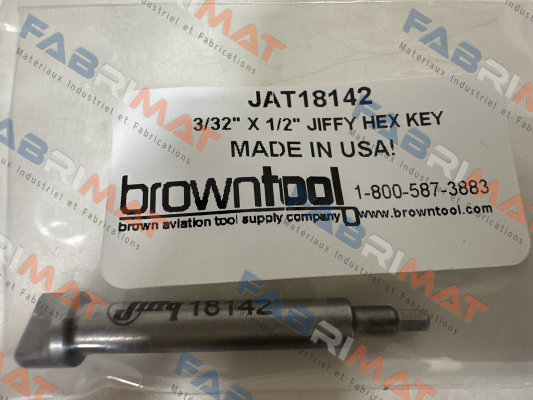 JAT18142
3/32" X 1/2" JIFFY HEX KEY
MADE IN USA!
browntool 1-800-587-3883
brown aviation tool supply company www.browntool.com
Jiffy 18142
FABRIMAT
Materiaux Industriel et Fabrications